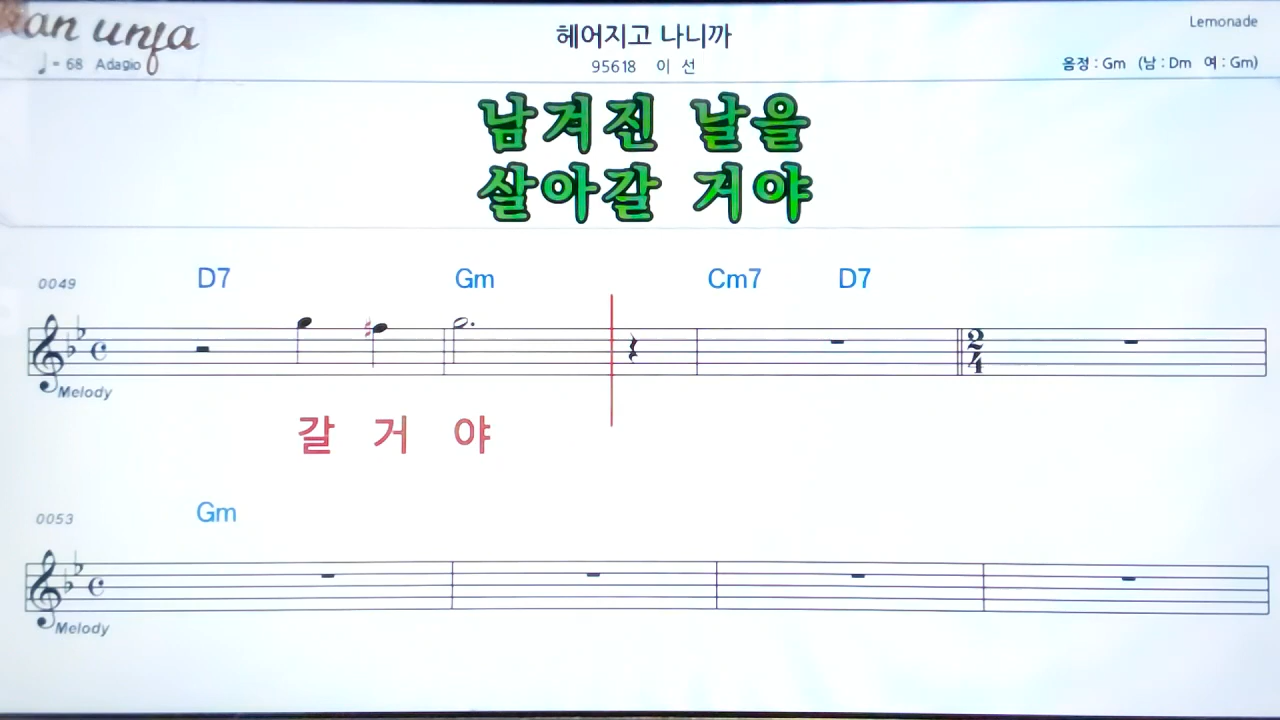 an unja
헤어지고 나니까
Lemonade
♩= 68 Adagio
95618 이 선
음정 : Gm (남 : Dm 여 : Gm)
남겨진 날을
살아갈 거야
0049 D7 Gm Cm7 D7
2
4
Melody
갈 거 야
0053 Gm
Melody